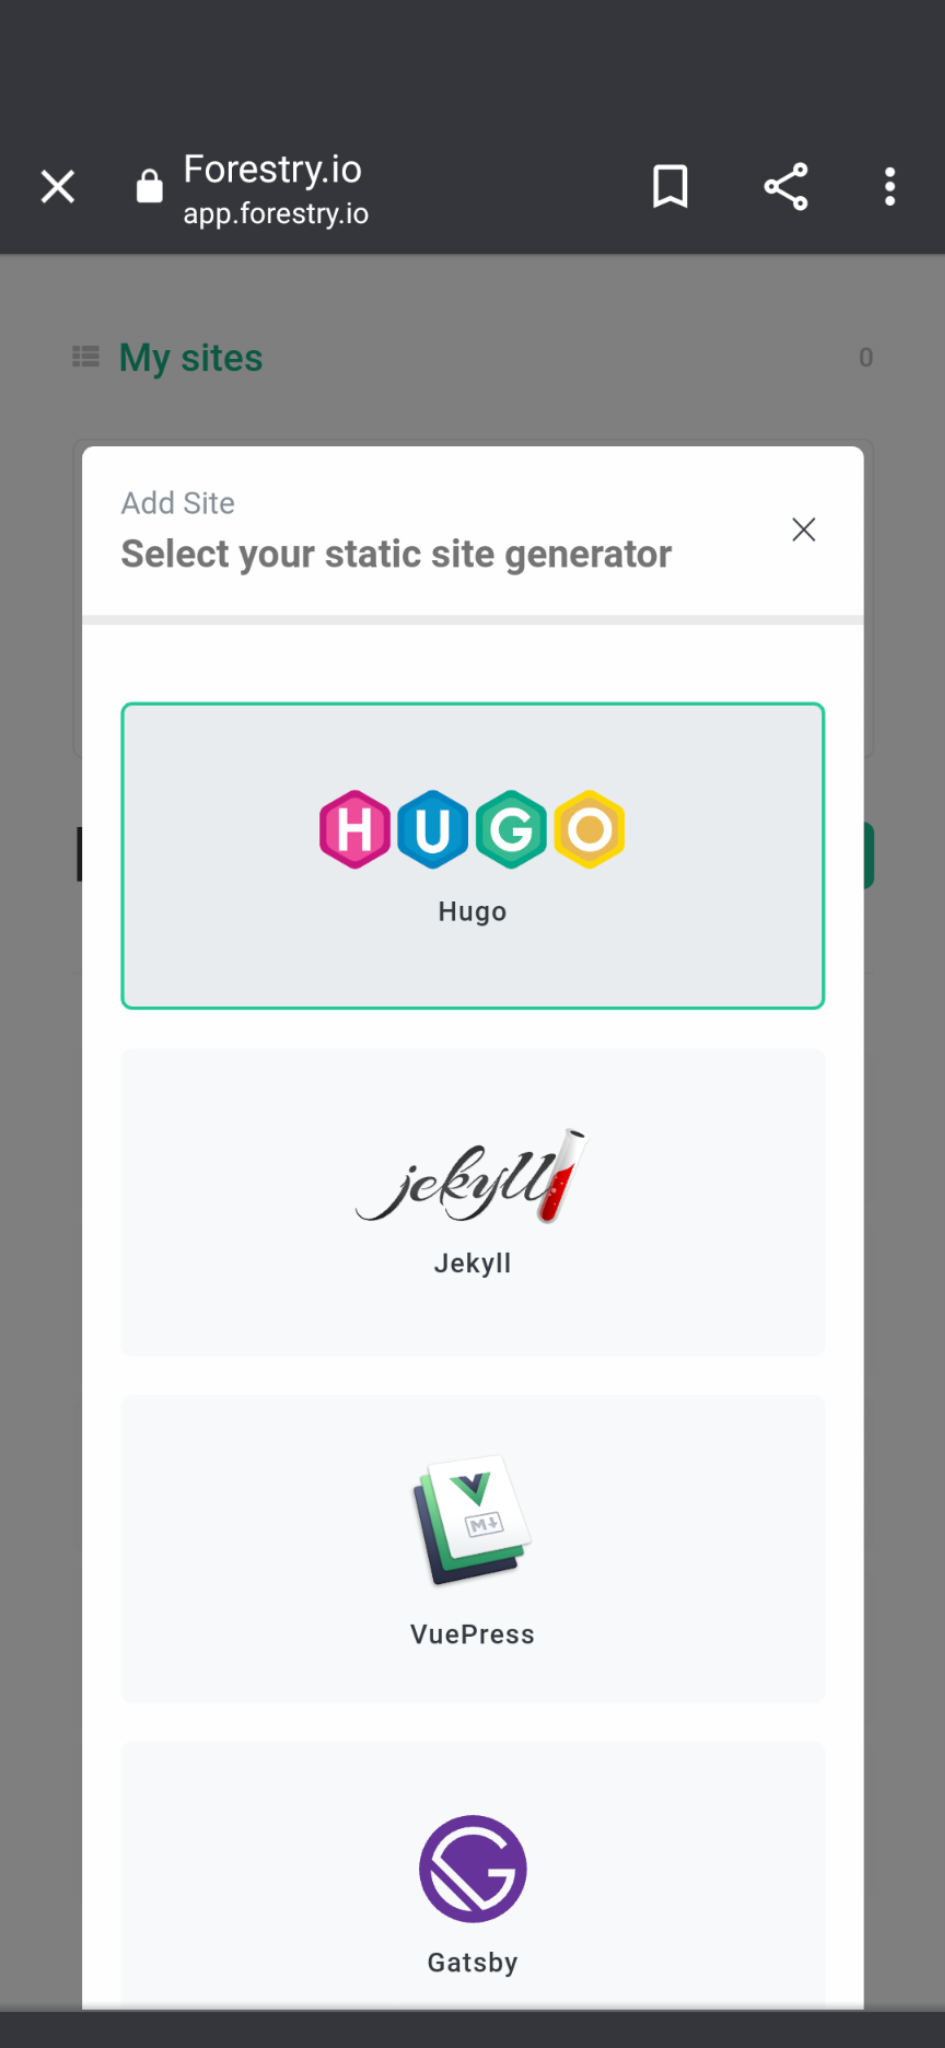 Forestry.io
app.forestry.io
My sites
0
Add Site
Select your static site generator
HUGO
Hugo
jekyll
Jekyll
V
M↓
VuePress
G
Gatsby